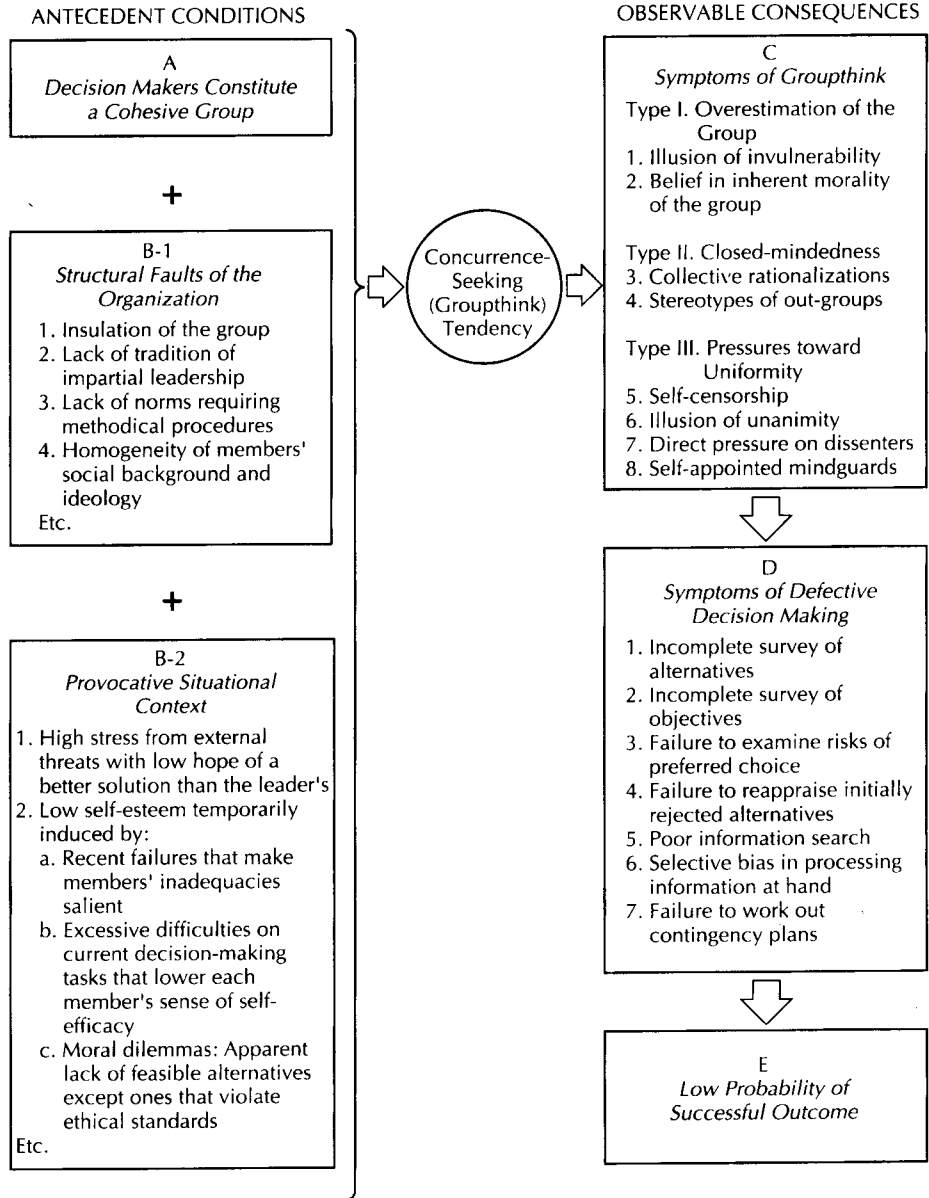 ANTECEDENT CONDITIONS
A
Decision Makers Constitute
a Cohesive Group
+
B-1
Structural Faults of the
Organization
1. Insulation of the group
2. Lack of tradition of
impartial leadership
3. Lack of norms requiring
methodical procedures
4. Homogeneity of members'
social background and
ideology
Etc.
+
B-2
Provocative Situational
Context
1. High stress from external
threats with low hope of a
better solution than the leader's
2. Low self-esteem temporarily
induced by:
a. Recent failures that make
members' inadequacies
salient
b. Excessive difficulties on
current decision-making
tasks that lower each
member's sense of self-
efficacy
c. Moral dilemmas: Apparent
lack of feasible alternatives
except ones that violate
ethical standards
Etc.
Concurrence-
Seeking
(Groupthink)
Tendency
OBSERVABLE CONSEQUENCES
C
Symptoms of Groupthink
Type I. Overestimation of the
Group
1. Illusion of invulnerability
2. Belief in inherent morality
of the group
Type II. Closed-mindedness
3. Collective rationalizations
4. Stereotypes of out-groups
Type III. Pressures toward
Uniformity
5. Self-censorship
6. Illusion of unanimity
7. Direct pressure on dissenters
8. Self-appointed mindguards
D
Symptoms of Defective
Decision Making
1. Incomplete survey of
alternatives
2. Incomplete survey of
objectives
3. Failure to examine risks of
preferred choice
4. Failure to reappraise initially
rejected alternatives
5. Poor information search
6. Selective bias in processing
information at hand
7. Failure to work out
contingency plans
E
Low Probability of
Successful Outcome